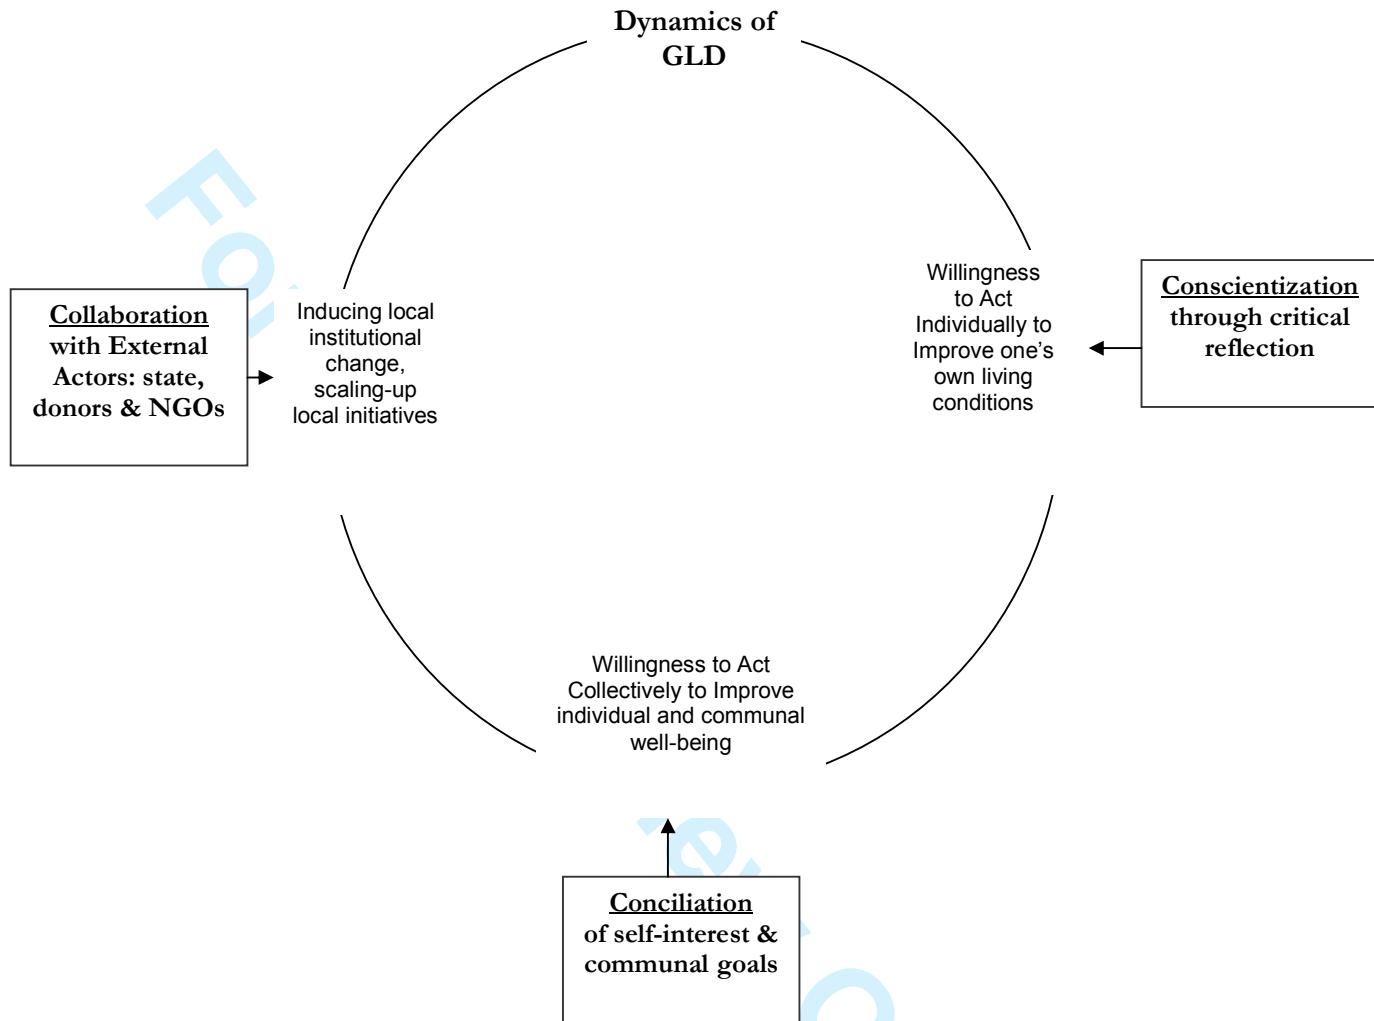 Dynamics of
GLD
Willingness
to Act
Individually to
Improve one’s
own living
conditions
Conscientization
through critical
reflection
Collaboration
with External
Actors: state,
donors & NGOs
Inducing local
institutional
change,
scaling-up
local initiatives
Willingness to Act
Collectively to Improve
individual and communal
well-being
Conciliation
of self-interest &
communal goals